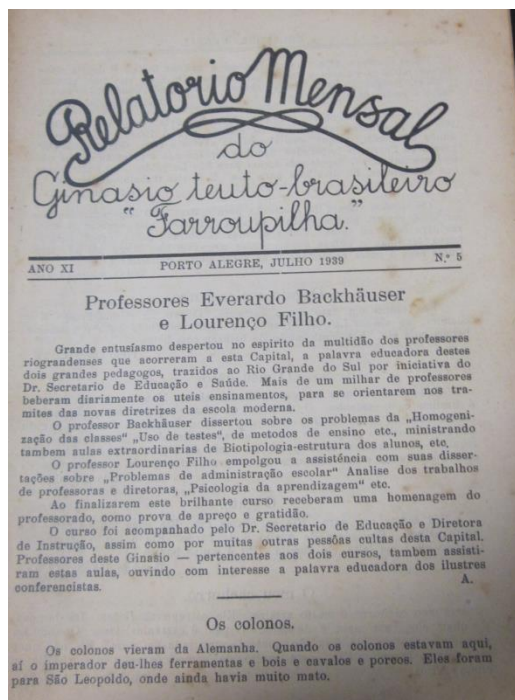 Relatorio Mensal
do
Ginasio teuto-brasileiro
"Farroupilha."
ANO XI PORTO ALEGRE, JULHO 1939 N.º 5
Professores Everardo Backhäuser
e Lourenço Filho.
Grande entusíasmo despertou no espirito da multidão dos professores
riograndenses que acorreram a esta Capital, a palavra educadora destes
dois grandes pedagogos, trazidos ao Rio Grande do Sul por iniciativa do
Dr. Secretario de Educação e Saúde. Mais de um milhar de professores
beberam diariamente os uteis ensinamentos, para se orientarem nos tra-
mites das novas diretrizes da escola moderna.
O professor Backhäuser dissertou sobre os problemas da „Homogeni-
zação das classes" „Uso de testes", de metodos de ensino etc., ministrando
tambem aulas extraordinarias de Biotipologia-estrutura dos alunos, etc.
O professor Lourenço Filho empolgou a assistência com suas disser-
tações sobre „Problemas de administração escolar" Analise dos trabalhos
de professoras e diretoras, „Psicologia da aprendizagem" etc.
Ao finalizarem este brilhante curso receberam uma homenagem do
professorado, como prova de apreço e gratidão.
O curso foi acompanhado pelo Dr. Secretario de Educação e Diretora
de Instrução, assim como por muitas outras pessôas cultas desta Capital.
Professores deste Ginasio — pertencentes aos dois cursos, tambem assisti-
ram estas aulas, ouvindo com interesse a palavra educadora dos ilustres
conferencistas. A.
Os colonos.
Os colonos vieram da Alemanha. Quando os colonos estavam aqui,
aí o imperador deu-lhes ferramentas e bois e cavalos e porcos. Eles foram
para São Leopoldo, onde ainda havia muito mato.